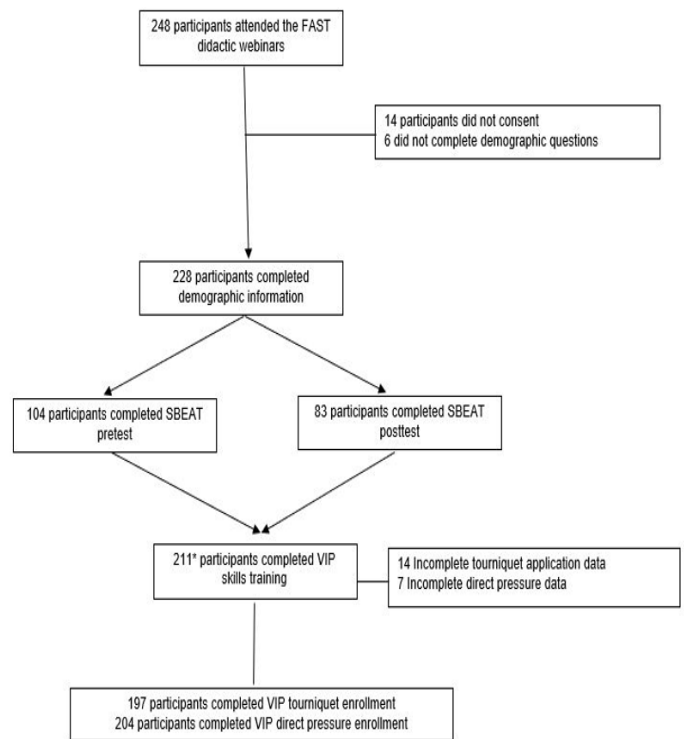 248 participants attended the FAST
didactic webinars
14 participants did not consent
6 did not complete demographic questions
228 participants completed
demographic information
104 participants completed SBEAT
pretest
83 participants completed SBEAT
posttest
211* participants completed VIP
skills training
14 Incomplete tourniquet application data
7 Incomplete direct pressure data
197 participants completed VIP tourniquet enrollment
204 participants completed VIP direct pressure enrollment